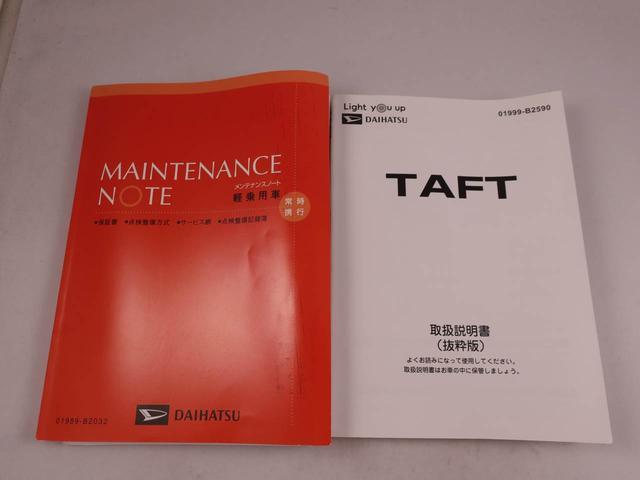 MAINTENANCE
NOTE
メンテナンスノート
軽乗用車
常時
携行
●保証書 ●点検整備方式 ●サービス網 ●点検整備記録簿
DAIHATSU
01989-B2032
Light you up
DAIHATSU
01999-B2590
TAFT
取扱説明書
(抜粋版)
よくお読みになって使用してください。
取扱説明書はお車の中に保管しましょう。